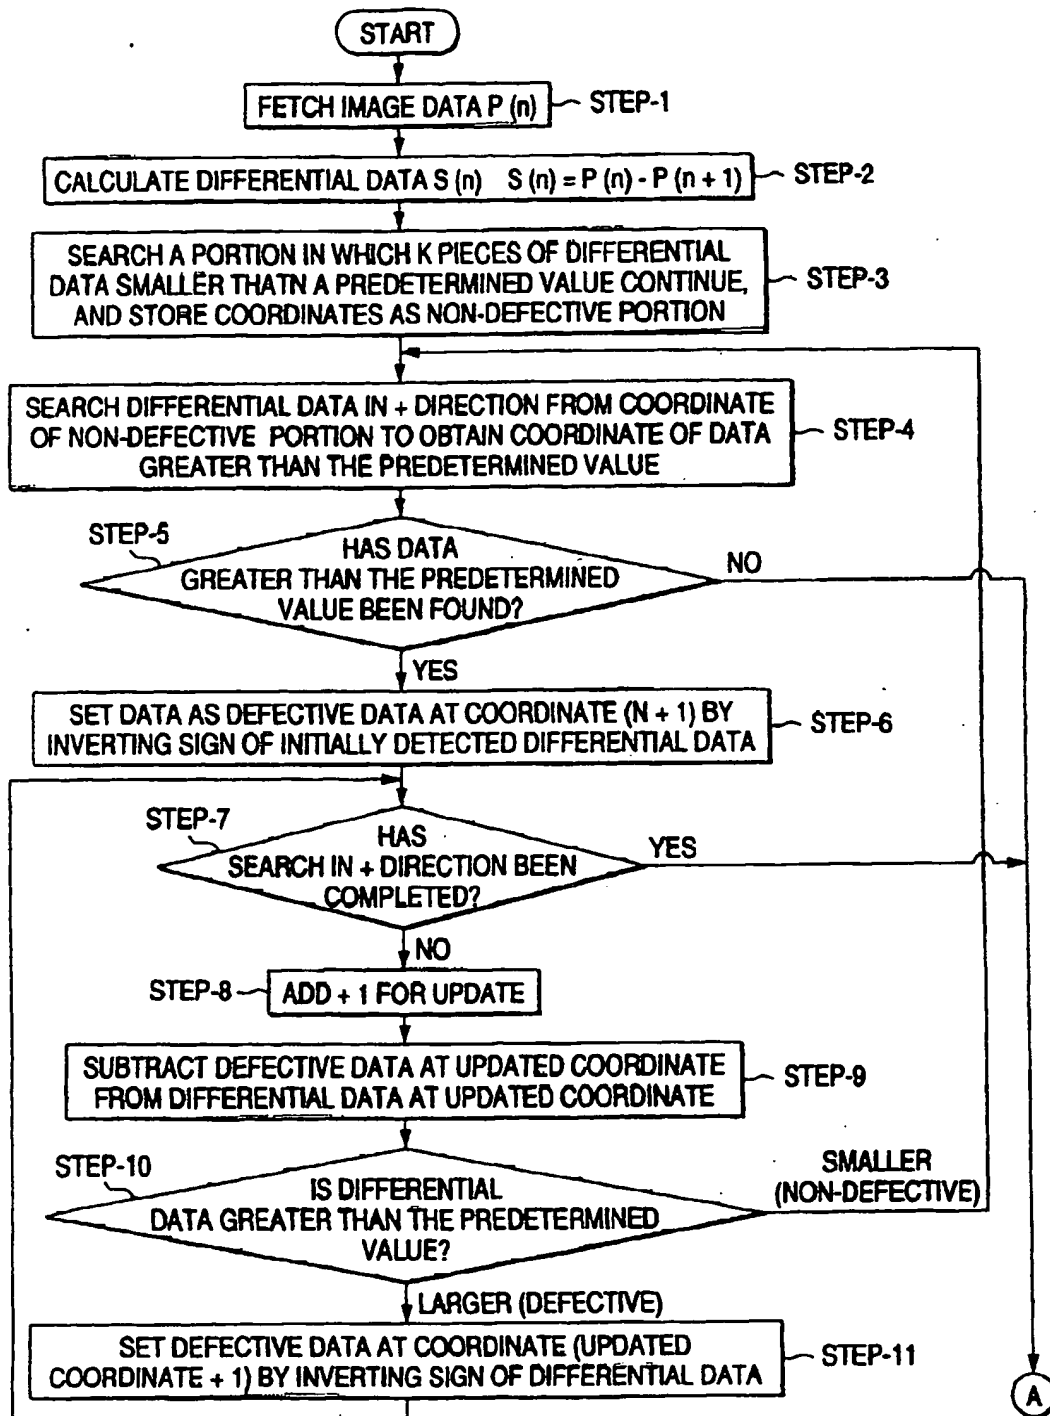 START
FETCH IMAGE DATA P (n)
STEP-1
CALCULATE DIFFERENTIAL DATA S (n) S (n) = P (n) - P (n + 1)
STEP-2
SEARCH A PORTION IN WHICH K PIECES OF DIFFERENTIAL
DATA SMALLER THATN A PREDETERMINED VALUE CONTINUE,
AND STORE COORDINATES AS NON-DEFECTIVE PORTION
STEP-3
SEARCH DIFFERENTIAL DATA IN + DIRECTION FROM COORDINATE
OF NON-DEFECTIVE PORTION TO OBTAIN COORDINATE OF DATA
GREATER THAN THE PREDETERMINED VALUE
STEP-4
STEP-5
HAS DATA
GREATER THAN THE PREDETERMINED
VALUE BEEN FOUND?
NO
YES
SET DATA AS DEFECTIVE DATA AT COORDINATE (N + 1) BY
INVERTING SIGN OF INITIALLY DETECTED DIFFERENTIAL DATA
STEP-6
STEP-7
HAS
SEARCH IN + DIRECTION BEEN
COMPLETED?
YES
NO
STEP-8
ADD + 1 FOR UPDATE
SUBTRACT DEFECTIVE DATA AT UPDATED COORDINATE
FROM DIFFERENTIAL DATA AT UPDATED COORDINATE
STEP-9
STEP-10
IS DIFFERENTIAL
DATA GREATER THAN THE PREDETERMINED
VALUE?
SMALLER
(NON-DEFECTIVE)
LARGER (DEFECTIVE)
SET DEFECTIVE DATA AT COORDINATE (UPDATED
COORDINATE + 1) BY INVERTING SIGN OF DIFFERENTIAL DATA
STEP-11
A